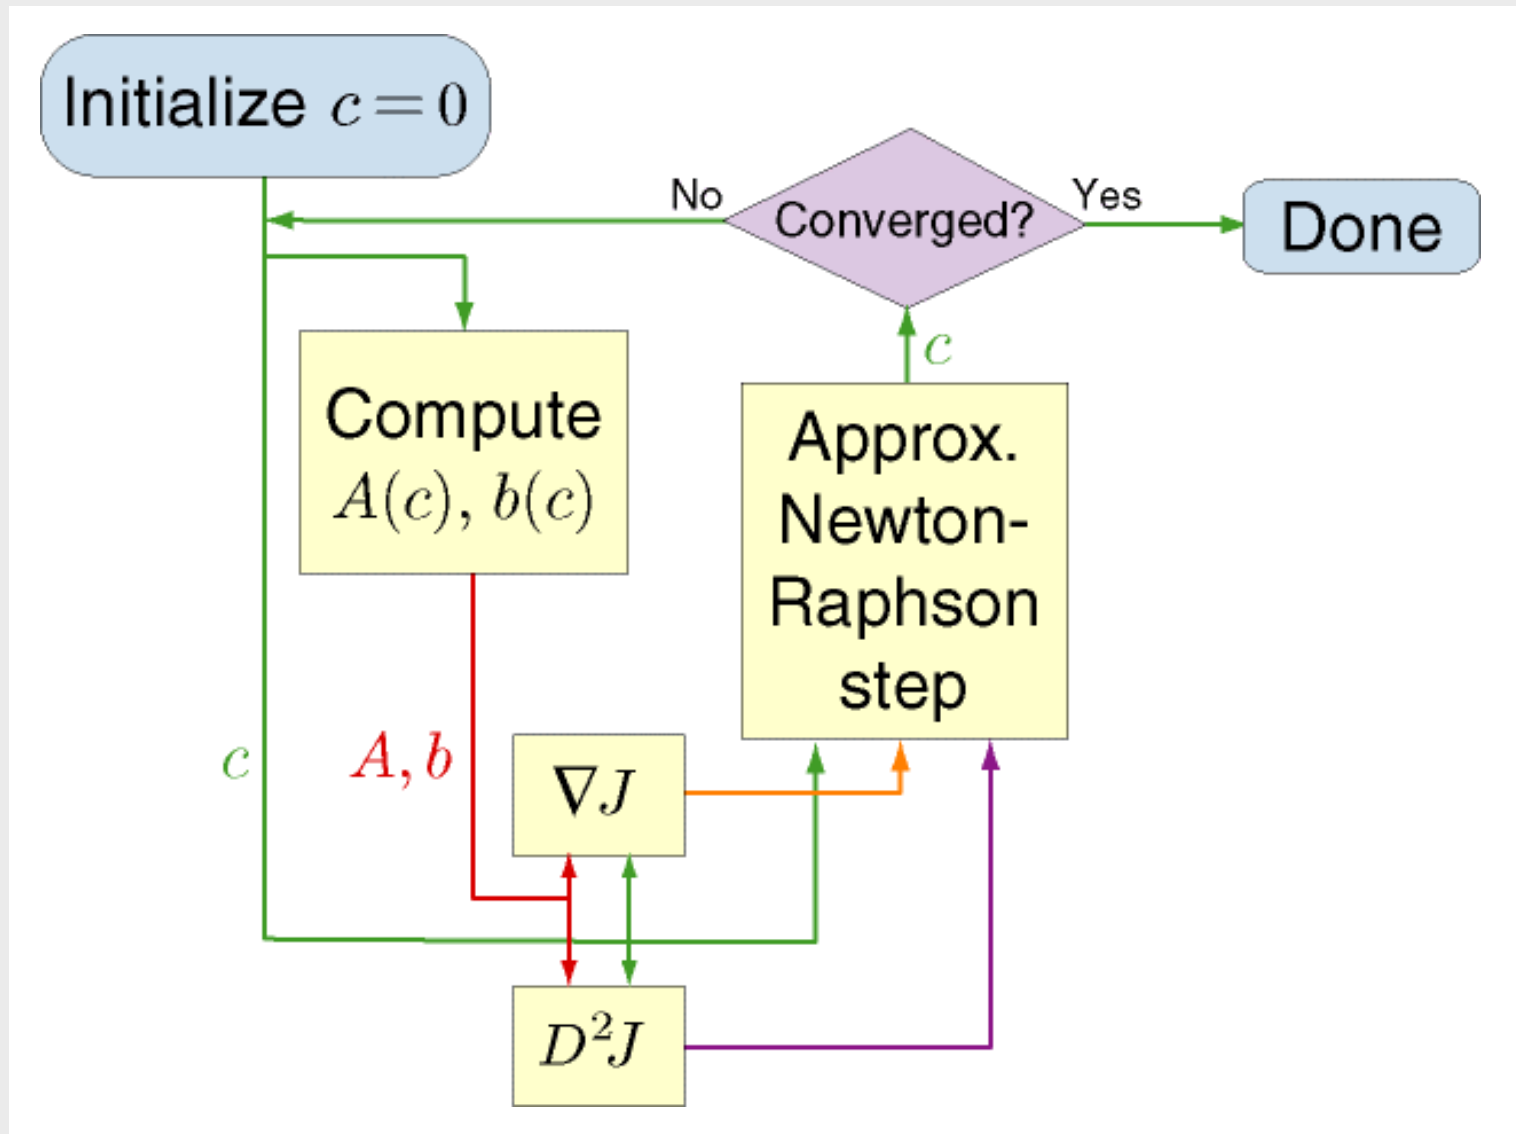 Initialize c = 0
No
Converged?
Yes
Done
c
Compute
A(c), b(c)
Approx.
Newton-
Raphson
step
c
A, b
∇J
D²J